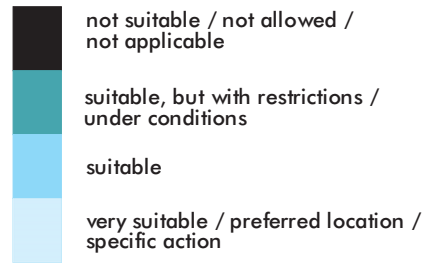 not suitable / not allowed /
not applicable
suitable, but with restrictions /
under conditions
suitable
very suitable / preferred location /
specific action